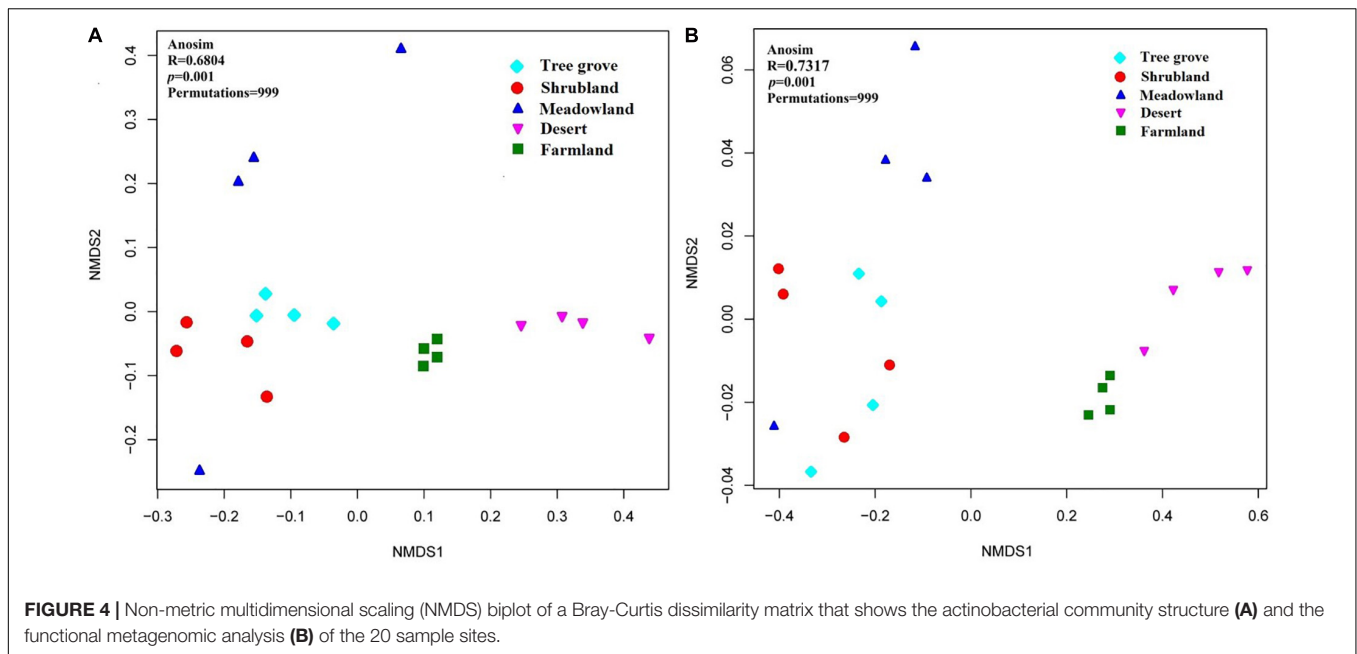 A
Anosim
R=0.6804
p=0.001
Permutations=999
Tree grove
Shrubland
Meadowland
Desert
Farmland
NMDS2
0.4
0.3
0.2
0.1
0.0
−0.1
−0.2
−0.3
−0.2
−0.1
0.0
0.1
0.2
0.3
0.4
NMDS1
B
Anosim
R=0.7317
p=0.001
Permutations=999
Tree grove
Shrubland
Meadowland
Desert
Farmland
NMDS2
0.06
0.04
0.02
0.00
−0.02
−0.04
−0.4
−0.2
0.0
0.2
0.4
0.6
NMDS1
FIGURE 4 | Non-metric multidimensional scaling (NMDS) biplot of a Bray-Curtis dissimilarity matrix that shows the actinobacterial community structure (A) and the
functional metagenomic analysis (B) of the 20 sample sites.